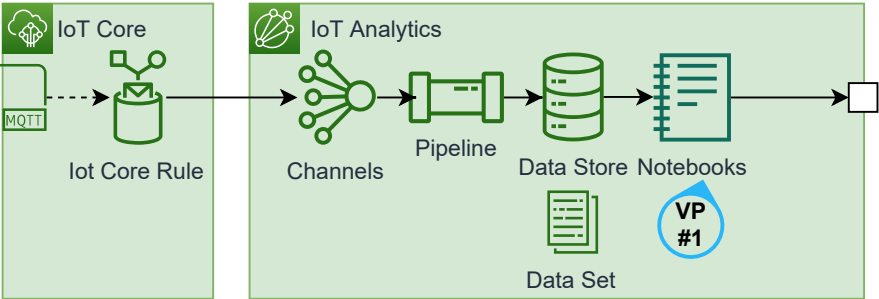 IoT Core
IoT Analytics
MQTT
Iot Core Rule
Channels
Pipeline
Data Store
Notebooks
VP
#1
Data Set